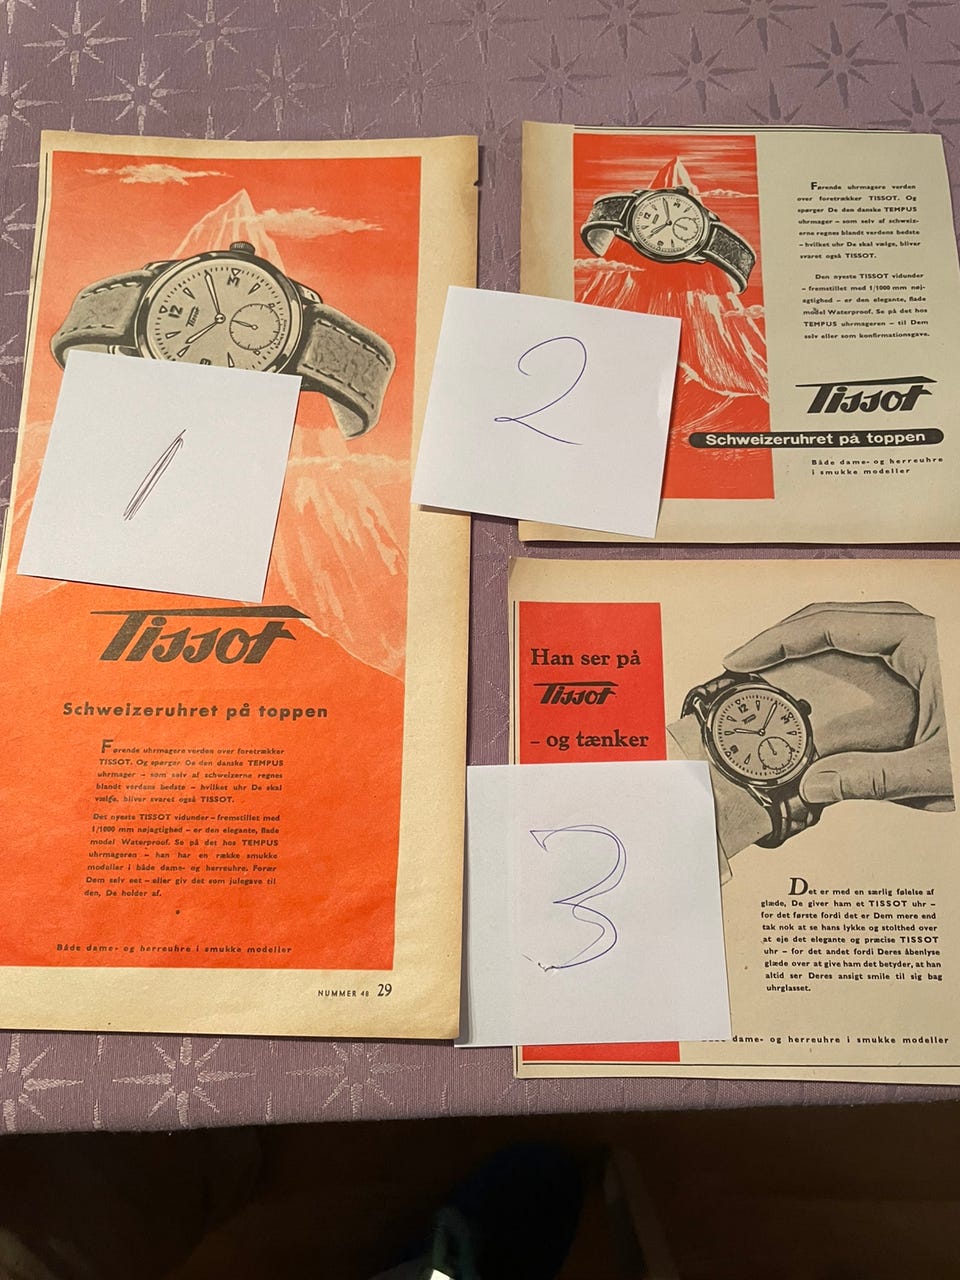 12
Tissot
1
Tissot
Schweizeruhret på toppen
Førende uhrmagere verden over foretrækker
TISSOT. Og spørger De den danske TEMPUS
uhrmager – som selv af schweizerne regnes
blandt verdens bedste – hvilket uhr De skal
vælge, bliver svaret også TISSOT.
Det nyeste TISSOT vidunder – fremstillet med
1/1000 mm nøjagtighed – er den elegante, flade
model Waterproof. Se på det hos TEMPUS
uhrmageren – han har en række smukke
modeller i både dame- og herreuhre. Forær
Dem selv eet – eller giv det som julegave til
den, De holder af.
Både dame- og herreuhre i smukke modeller
NUMMER 48 29
2
Førende uhrmagere verden
over foretrækker TISSOT. Og
spørger De den danske TEMPUS
uhrmager – som selv af schweiz-
erne regnes blandt verdens bedste
– hvilket uhr De skal vælge, bliver
svaret også TISSOT.
Den nyeste TISSOT vidunder
– fremstillet med 1/1000 mm nøj-
agtighed – er den elegante, flade
model Waterproof. Se på det hos
TEMPUS uhrmageren – til Dem
selv eller som konfirmationsgave.
Tissot
Schweizeruhret på toppen
Både dame- og herreuhre
i smukke modeller
Han ser på
Tissot
– og tænker
12
3
Det er med en særlig følelse af
glæde, De giver ham et TISSOT uhr –
for det første fordi det er Dem mere end
tak nok at se hans lykke og stolthed over
at eje det elegante og præcise TISSOT
uhr – for det andet fordi Deres åbenlyse
glæde over at give ham det betyder, at han
altid ser Deres ansigt smile til sig bag
uhrglasset.
Både dame- og herreuhre i smukke modeller